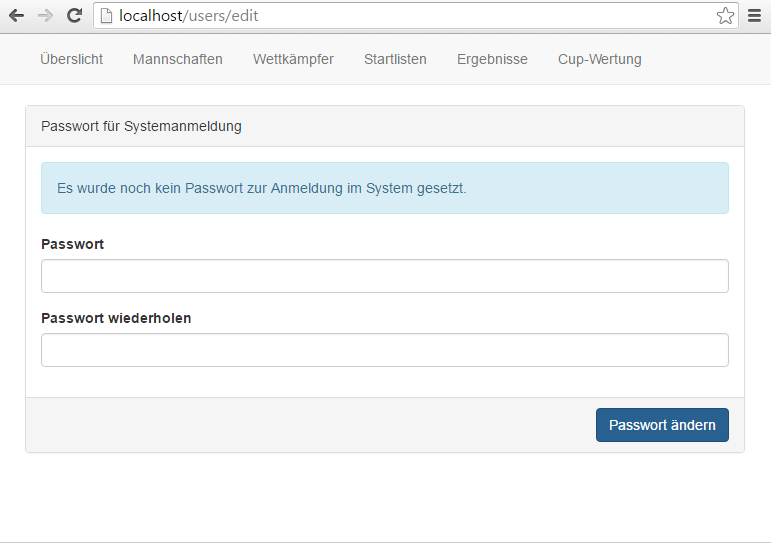 localhost/users/edit
Übersicht Mannschaften Wettkämpfer Startlisten Ergebnisse Cup-Wertung
Passwort für Systemanmeldung
Es wurde noch kein Passwort zur Anmeldung im System gesetzt.
Passwort
Passwort wiederholen
Passwort ändern